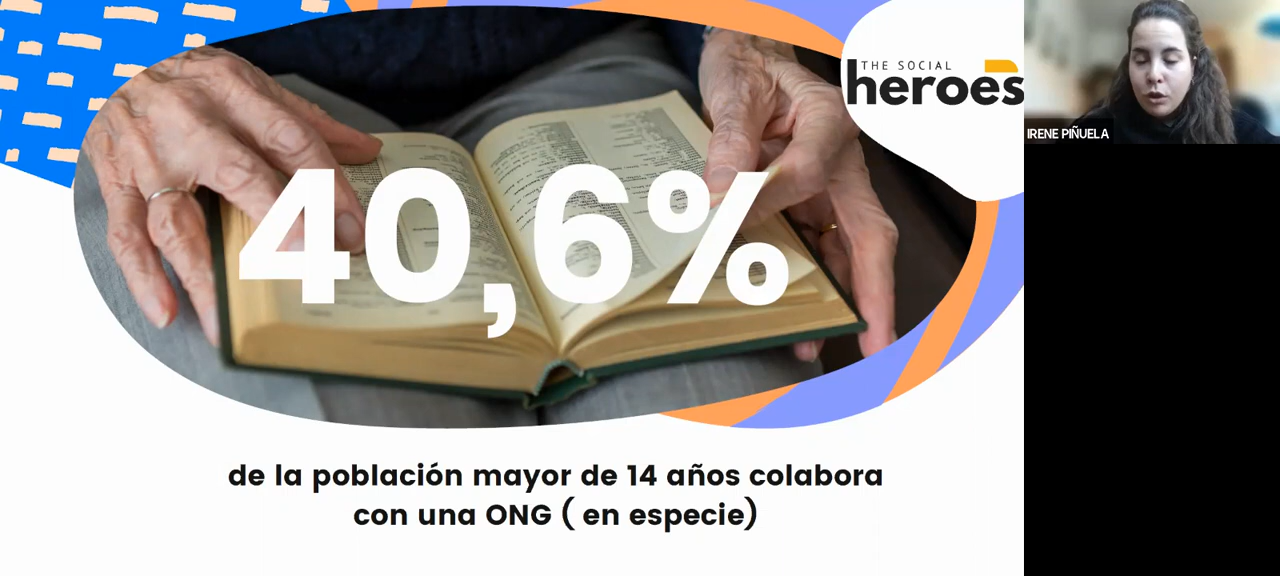 THE SOCIAL
heroes
IRENE PIÑUELA
40,6%
de la población mayor de 14 años colabora
con una ONG ( en especie)